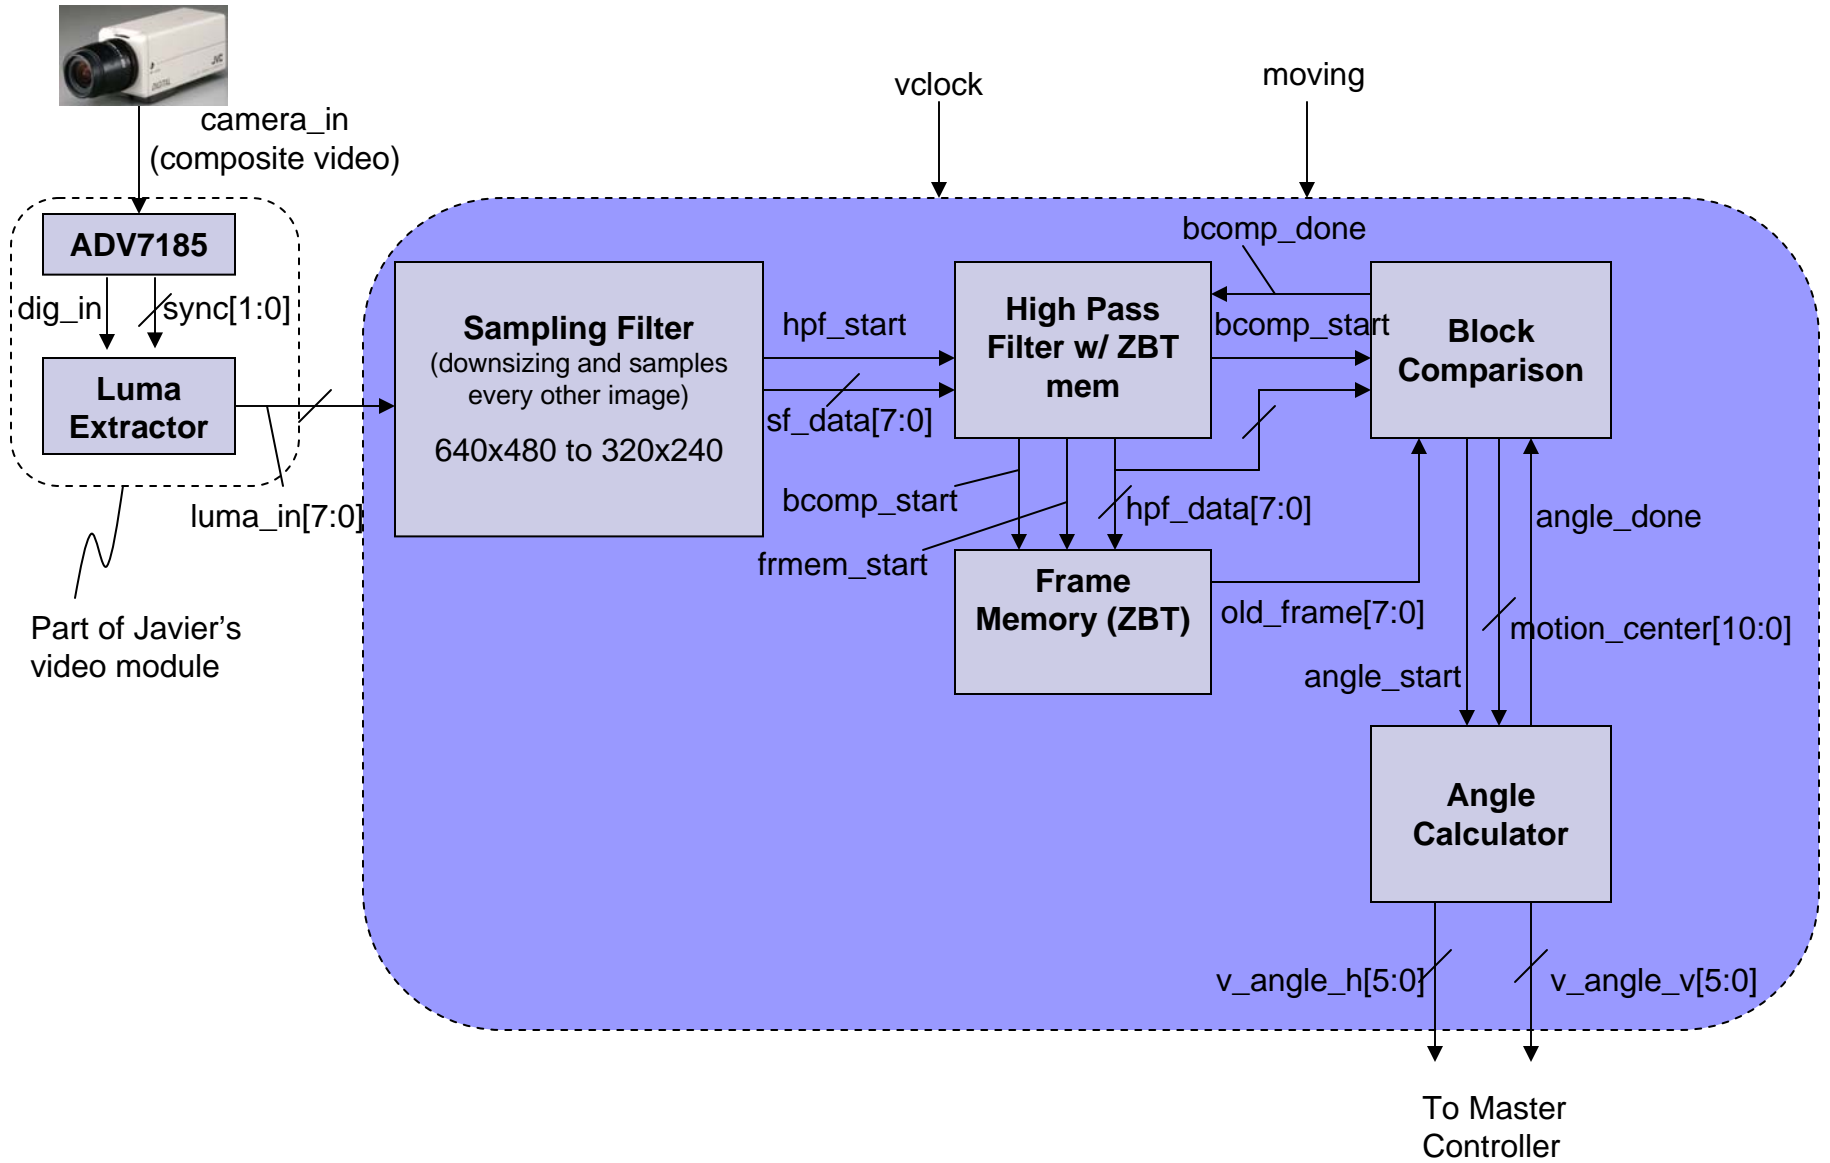 JVC
DIGITAL
camera_in
(composite video)
vclock
moving
ADV7185
dig_in
sync[1:0]
Luma
Extractor
luma_in[7:0]
Part of Javier’s
video module
Sampling Filter
(downsizing and samples
every other image)
640x480 to 320x240
hpf_start
sf_data[7:0]
High Pass
Filter w/ ZBT
mem
bcomp_done
bcomp_start
Block
Comparison
bcomp_start
frmem_start
hpf_data[7:0]
Frame
Memory (ZBT)
old_frame[7:0]
angle_done
motion_center[10:0]
angle_start
Angle
Calculator
v_angle_h[5:0]
v_angle_v[5:0]
To Master
Controller